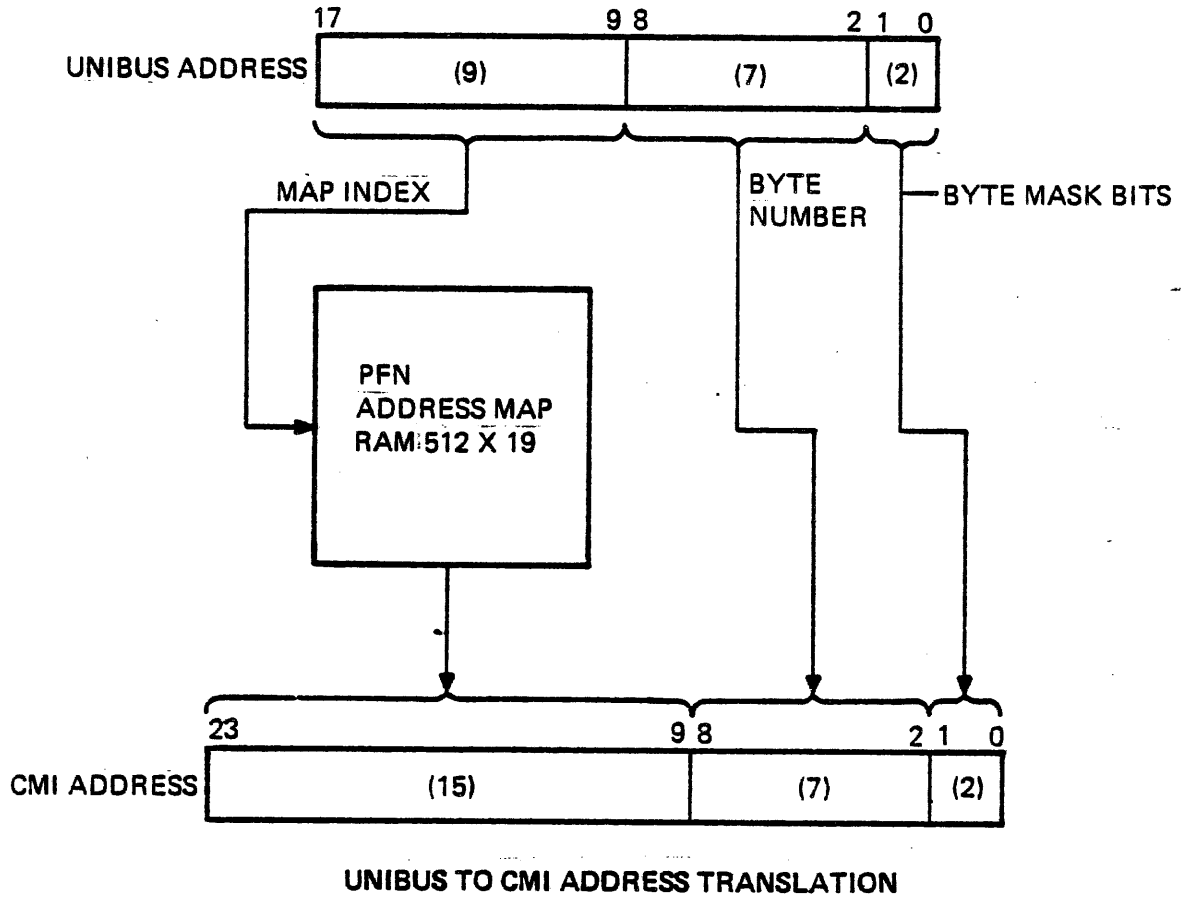 17 9 8 2 1 0
UNIBUS ADDRESS (9) (7) (2)
MAP INDEX
BYTE
NUMBER
BYTE MASK BITS
PFN
ADDRESS MAP
RAM 512 X 19
23 9 8 2 1 0
CMI ADDRESS (15) (7) (2)
UNIBUS TO CMI ADDRESS TRANSLATION